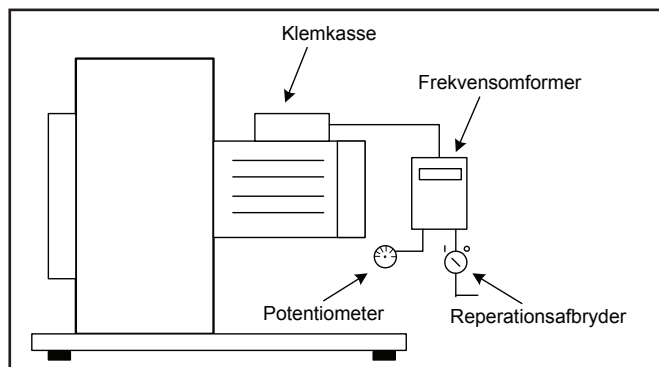 Klemkasse
Frekvensomformer
I O
Potentiometer
Reperationsafbryder